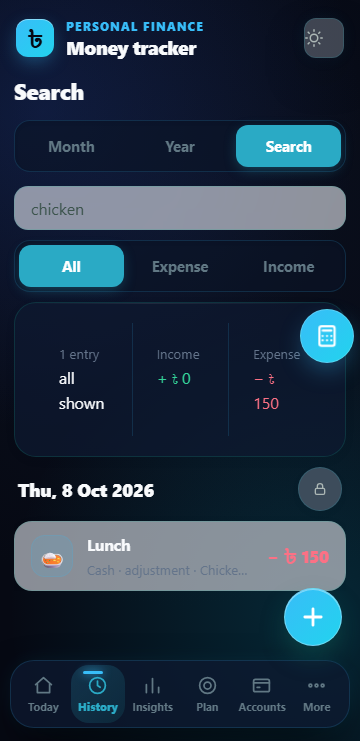 ৳
PERSONAL FINANCE
Money tracker
Search
Month Year Search
chicken
All Expense Income
1 entry Income Expense
all + ৳ 0 − ৳
shown 150
Thu, 8 Oct 2026
Lunch
− ৳ 150
Cash · adjustment · Chicke...
Today History Insights Plan Accounts More